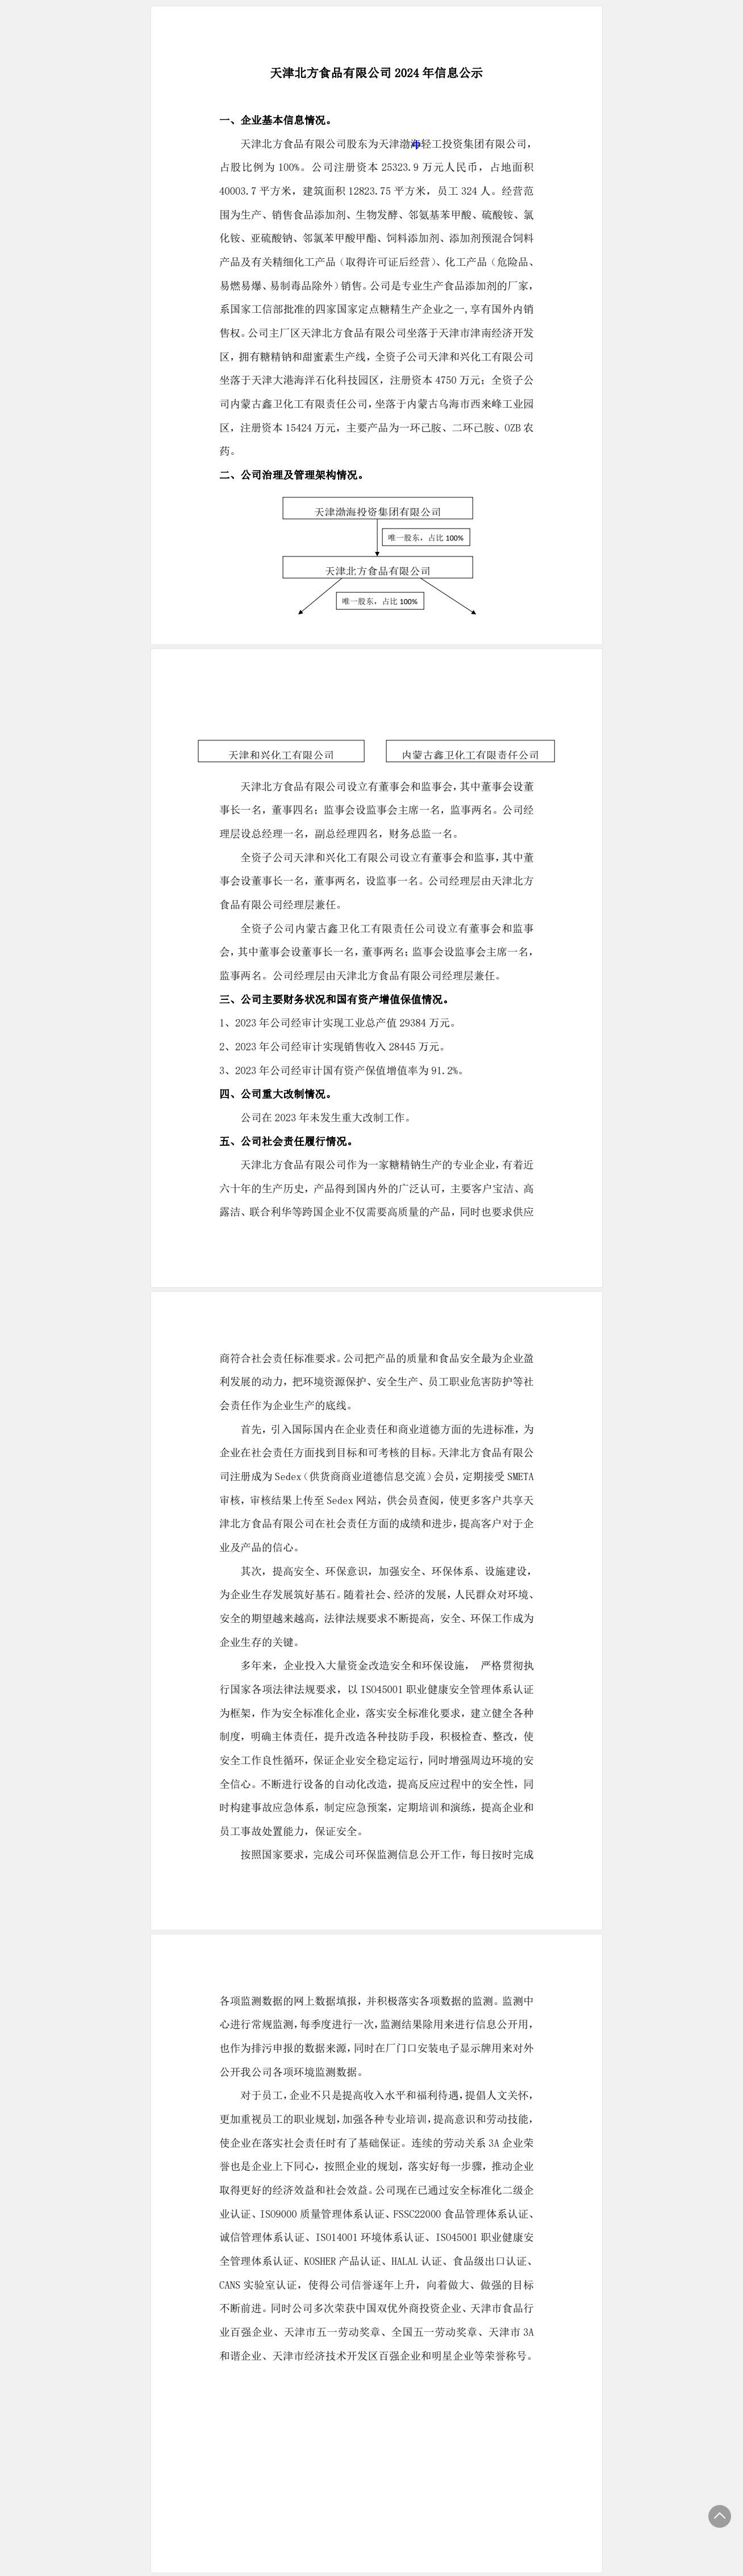 天津北方食品有限公司 2024 年信息公示
一、企业基本信息情况。
天津北方食品有限公司股东为天津渤海轻工投资集团有限公司，
占股比例为 100%。公司注册资本 25323.9 万元人民币，占地面积
40003.7 平方米，建筑面积 12823.75 平方米，员工 324 人。经营范
围为生产、销售食品添加剂、生物发酵、邻氨基苯甲酸、硫酸铵、氯
化铵、亚硫酸钠、邻氯苯甲酸甲酯、饲料添加剂、添加剂预混合饲料
产品及有关精细化工产品（取得许可证后经营）、化工产品（危险品、
易燃易爆、易制毒品除外）销售。公司是专业生产食品添加剂的厂家，
系国家工信部批准的四家国家定点糖精生产企业之一,享有国外内销
售权。公司主厂区天津北方食品有限公司坐落于天津市津南经济开发
区，拥有糖精钠和甜蜜素生产线，全资子公司天津和兴化工有限公司
坐落于天津大港海洋石化科技园区，注册资本 4750 万元；全资子公
司内蒙古鑫卫化工有限责任公司，坐落于内蒙古乌海市西来峰工业园
区，注册资本 15424 万元，主要产品为一环己胺、二环己胺、OZB 农
药。
二、公司治理及管理架构情况。
天津渤海投资集团有限公司
唯一股东，占比 100%
天津北方食品有限公司
唯一股东，占比 100%
天津和兴化工有限公司
内蒙古鑫卫化工有限责任公司
天津北方食品有限公司设立有董事会和监事会，其中董事会设董
事长一名，董事四名；监事会设监事会主席一名，监事两名。公司经
理层设总经理一名，副总经理四名，财务总监一名。
全资子公司天津和兴化工有限公司设立有董事会和监事，其中董
事会设董事长一名，董事两名，设监事一名。公司经理层由天津北方
食品有限公司经理层兼任。
全资子公司内蒙古鑫卫化工有限责任公司设立有董事会和监事
会，其中董事会设董事长一名，董事两名；监事会设监事会主席一名，
监事两名。公司经理层由天津北方食品有限公司经理层兼任。
三、公司主要财务状况和国有资产增值保值情况。
1、2023 年公司经审计实现工业总产值 29384 万元。
2、2023 年公司经审计实现销售收入 28445 万元。
3、2023 年公司经审计国有资产保值增值率为 91.2%。
四、公司重大改制情况。
公司在 2023 年未发生重大改制工作。
五、公司社会责任履行情况。
天津北方食品有限公司作为一家糖精钠生产的专业企业，有着近
六十年的生产历史，产品得到国内外的广泛认可，主要客户宝洁、高
露洁、联合利华等跨国企业不仅需要高质量的产品，同时也要求供应
商符合社会责任标准要求。公司把产品的质量和食品安全最为企业盈
利发展的动力，把环境资源保护、安全生产、员工职业危害防护等社
会责任作为企业生产的底线。
首先，引入国际国内在企业责任和商业道德方面的先进标准，为
企业在社会责任方面找到目标和可考核的目标。天津北方食品有限公
司注册成为 Sedex（供货商商业道德信息交流）会员，定期接受 SMETA
审核，审核结果上传至 Sedex 网站，供会员查阅，使更多客户共享天
津北方食品有限公司在社会责任方面的成绩和进步，提高客户对于企
业及产品的信心。
其次，提高安全、环保意识，加强安全、环保体系、设施建设，
为企业生存发展筑好基石。随着社会、经济的发展，人民群众对环境、
安全的期望越来越高，法律法规要求不断提高，安全、环保工作成为
企业生存的关键。
多年来，企业投入大量资金改造安全和环保设施， 严格贯彻执
行国家各项法律法规要求，以 ISO45001 职业健康安全管理体系认证
为框架，作为安全标准化企业，落实安全标准化要求，建立健全各种
制度，明确主体责任，提升改造各种技防手段，积极检查、整改，使
安全工作良性循环，保证企业安全稳定运行，同时增强周边环境的安
全信心。不断进行设备的自动化改造，提高反应过程中的安全性，同
时构建事故应急体系，制定应急预案，定期培训和演练，提高企业和
员工事故处置能力，保证安全。
按照国家要求，完成公司环保监测信息公开工作，每日按时完成
各项监测数据的网上数据填报，并积极落实各项数据的监测。监测中
心进行常规监测，每季度进行一次，监测结果除用来进行信息公开用，
也作为排污申报的数据来源，同时在厂门口安装电子显示牌用来对外
公开我公司各项环境监测数据。
对于员工，企业不只是提高收入水平和福利待遇，提倡人文关怀，
更加重视员工的职业规划，加强各种专业培训，提高意识和劳动技能，
使企业在落实社会责任时有了基础保证。连续的劳动关系 3A 企业荣
誉也是企业上下同心，按照企业的规划，落实好每一步骤，推动企业
取得更好的经济效益和社会效益。公司现在已通过安全标准化二级企
业认证、ISO9000 质量管理体系认证、FSSC22000 食品管理体系认证、
诚信管理体系认证、ISO14001 环境体系认证、ISO45001 职业健康安
全管理体系认证、KOSHER 产品认证、HALAL 认证、食品级出口认证、
CANS 实验室认证，使得公司信誉逐年上升，向着做大、做强的目标
不断前进。同时公司多次荣获中国双优外商投资企业、天津市食品行
业百强企业、天津市五一劳动奖章、全国五一劳动奖章、天津市 3A
和谐企业、天津市经济技术开发区百强企业和明星企业等荣誉称号。